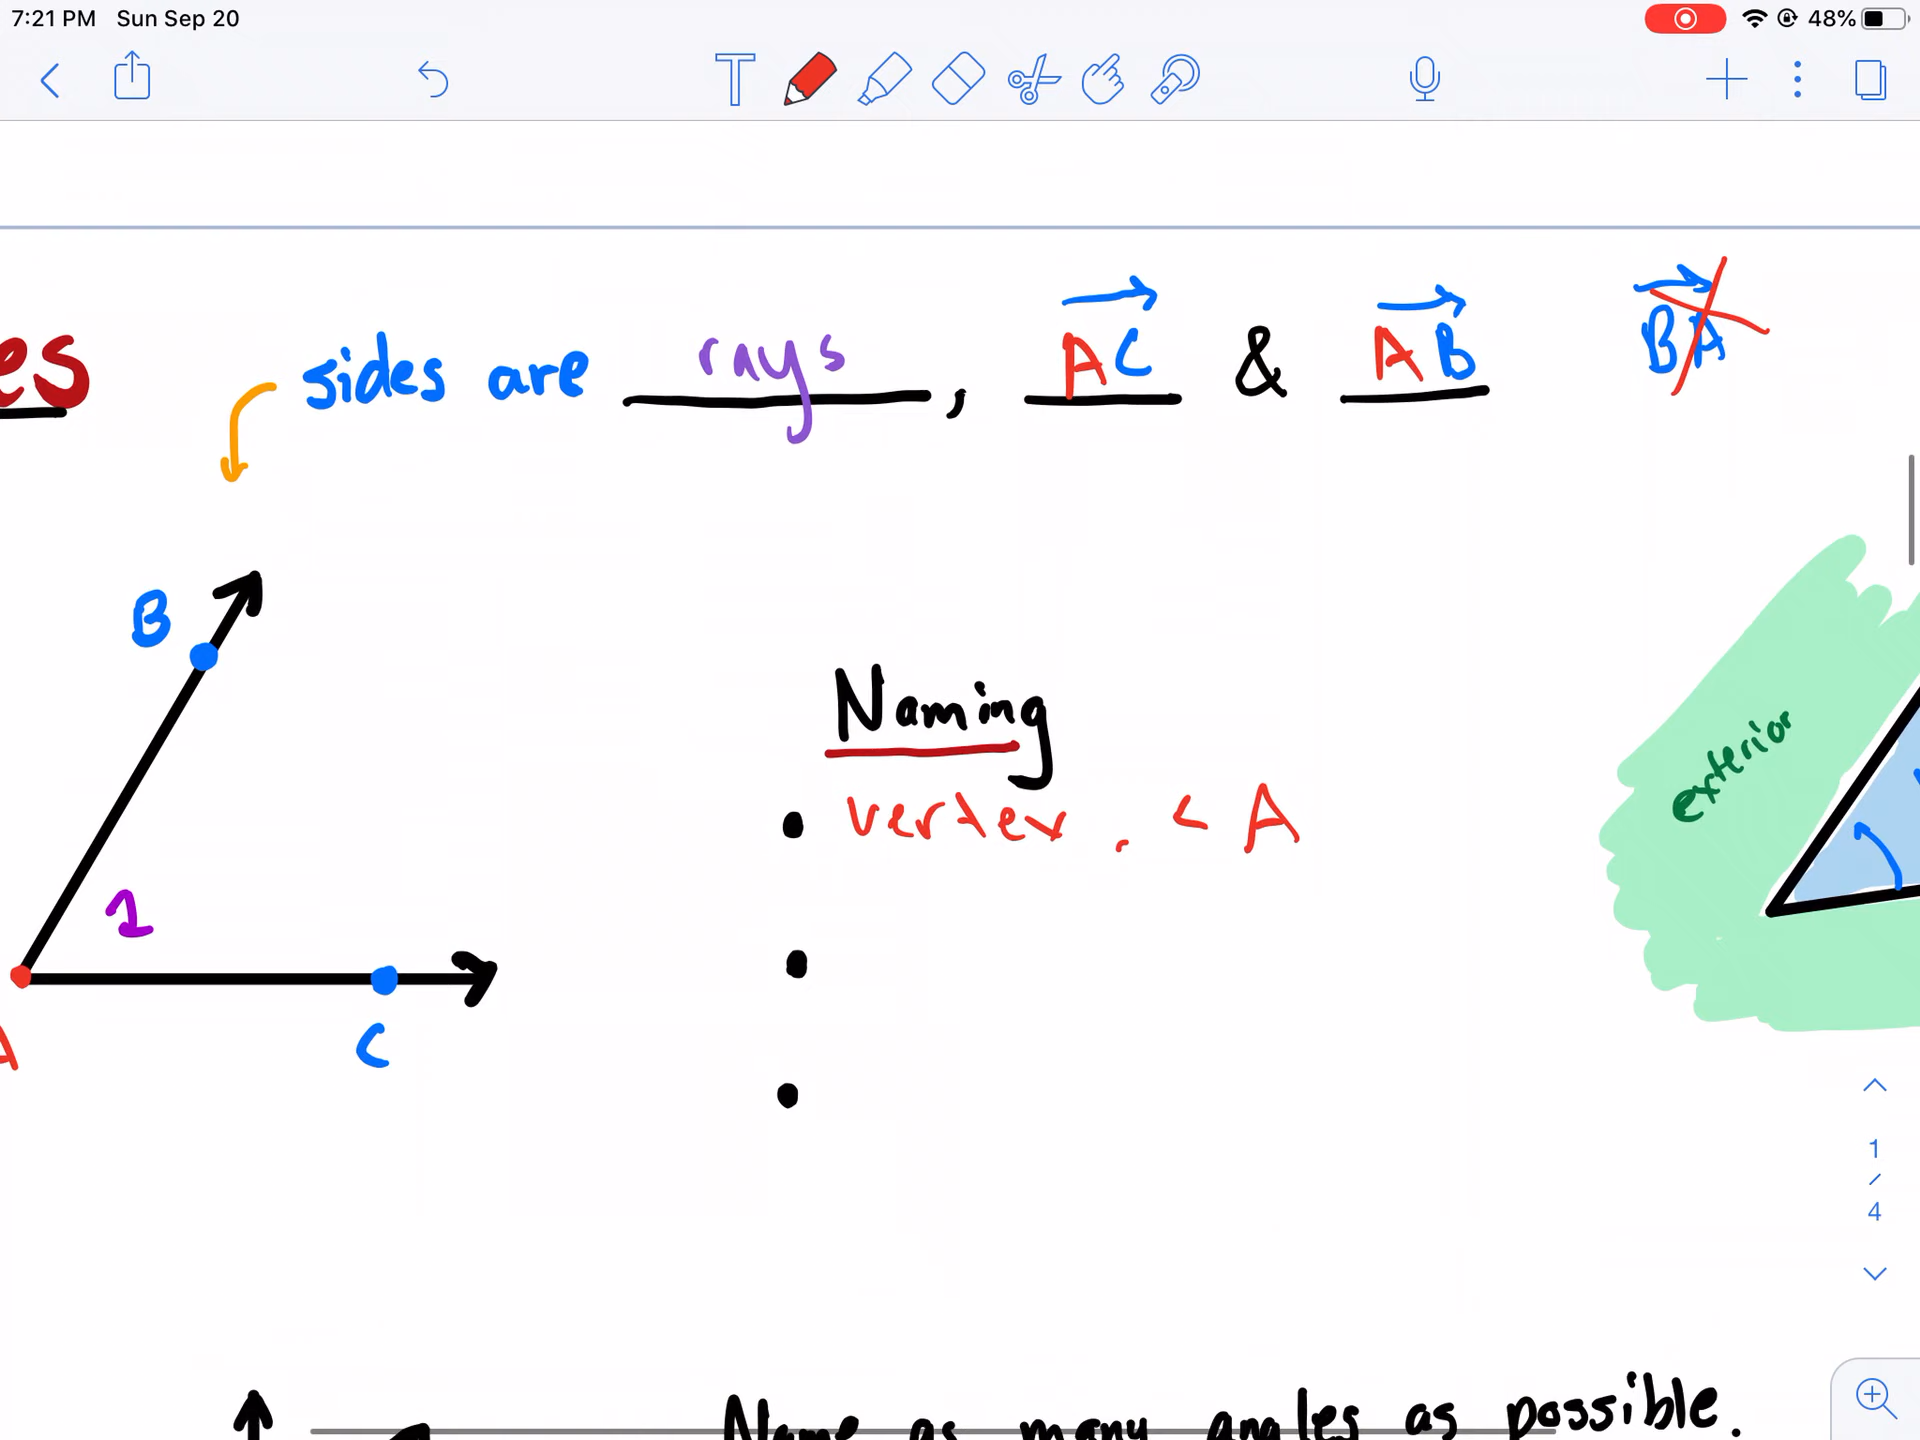 7:21 PM Sun Sep 20
48%
T
es
sides are rays, AC & AB BA
B
Naming
exterior
• vertex . < A
1
A
C
1
/
4
Name as many angles as possible.